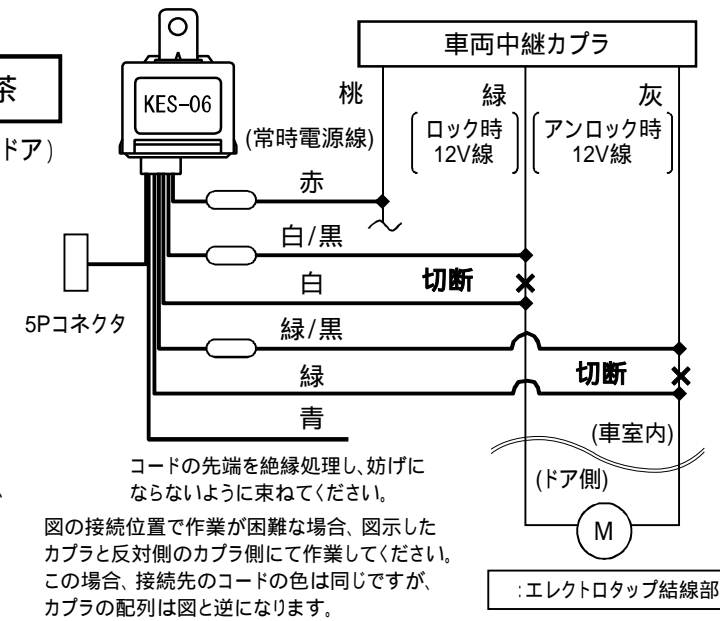 車両中継カプラ
茶
ドア)
KES-06
桃
緑
灰
(常時電源線)
ロック時
12V線
アンロック時
12V線
赤
白/黒
白
切断
5Pコネクタ
緑/黒
緑
切断
青
(車室内)
コードの先端を絶縁処理し、妨げに
ならないように束ねてください。
(ドア側)
図の接続位置で作業が困難な場合、図示した
カプラと反対側のカプラ側にて作業してください。
この場合、接続先のコードの色は同じですが、
カプラの配列は図と逆になります。
M
:エレクトロタップ結線部